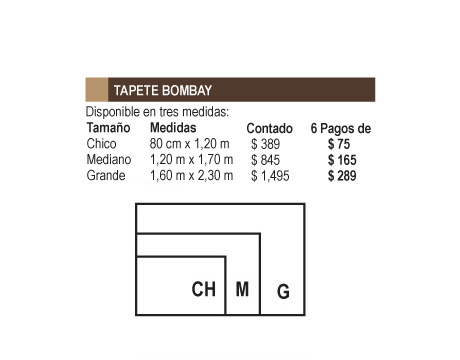 TAPETE BOMBAY
Disponible en tres medidas:
Tamaño Medidas Contado 6 Pagos de
Chico 80 cm x 1,20 m $ 389 $ 75
Mediano 1,20 m x 1,70 m $ 845 $ 165
Grande 1,60 m x 2,30 m $ 1,495 $ 289
CH M G